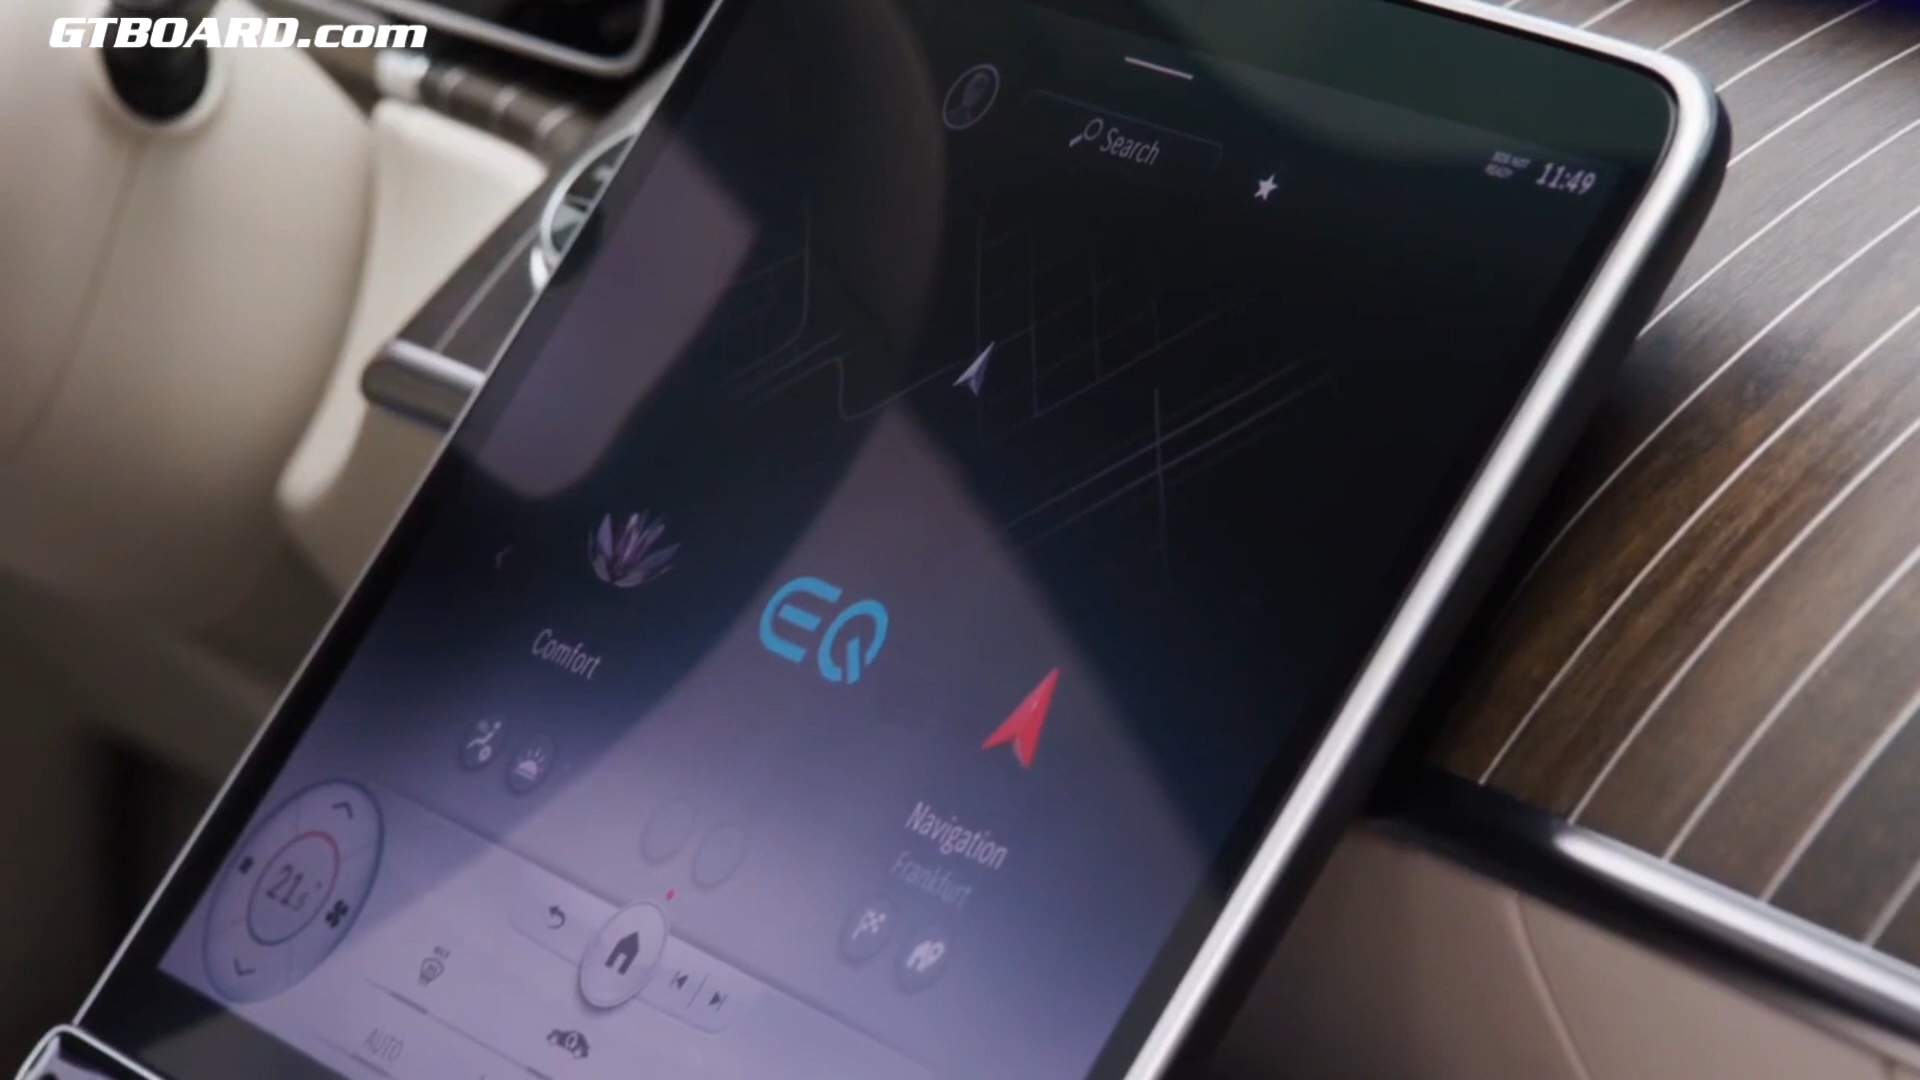 GTBOARD.com
Search
11:49
Comfort
EQ
Navigation
Frankfurt
21.5
AUTO